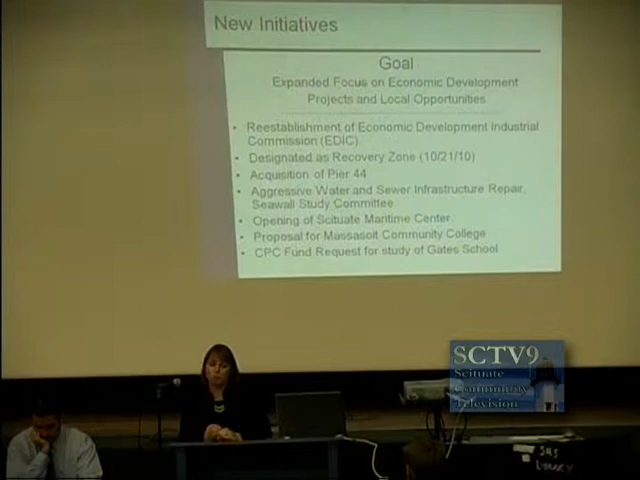 New Initiatives
Goal
Expanded Focus on Economic Development
Projects and Local Opportunities
• Reestablishment of Economic Development Industrial
Commission (EDIC)
• Designated as Recovery Zone (10/21/10)
• Acquisition of Pier 44
• Aggressive Water and Sewer Infrastructure Repair,
Seawall Study Committee
• Opening of Scituate Maritime Center
• Proposal for Massasoit Community College
• CPC Fund Request for study of Gates School
SCTV9
Scituate
Community
Television
SHS
LIBRARY